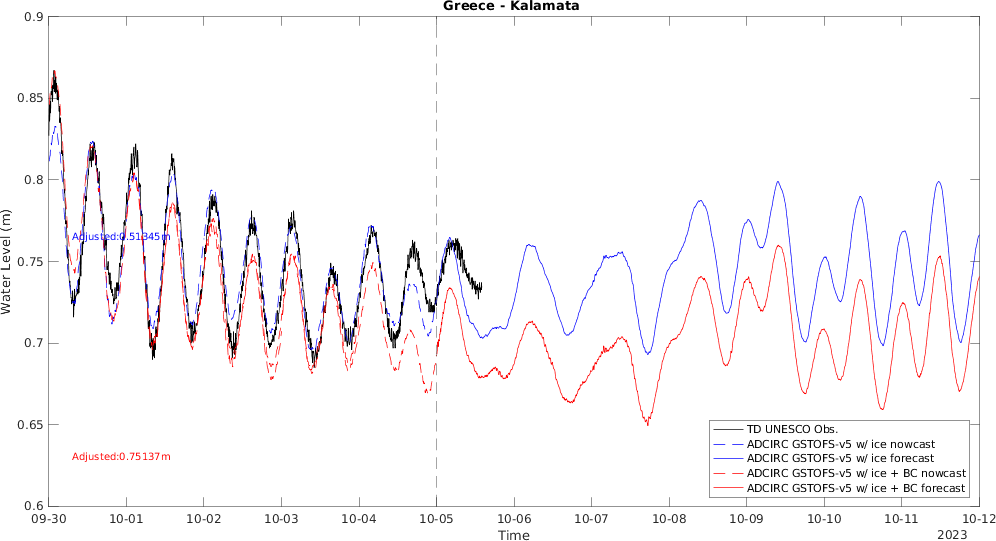 Greece - Kalamata
0.9
0.85
0.8
0.75
0.7
0.65
0.6
Water Level (m)
Adjusted:0.51345m
Adjusted:0.75137m
TD UNESCO Obs.
ADCIRC GSTOFS-v5 w/ ice nowcast
ADCIRC GSTOFS-v5 w/ ice forecast
ADCIRC GSTOFS-v5 w/ ice + BC nowcast
ADCIRC GSTOFS-v5 w/ ice + BC forecast
09-30 10-01 10-02 10-03 10-04 10-05 10-06 10-07 10-08 10-09 10-10 10-11 10-12
Time
2023